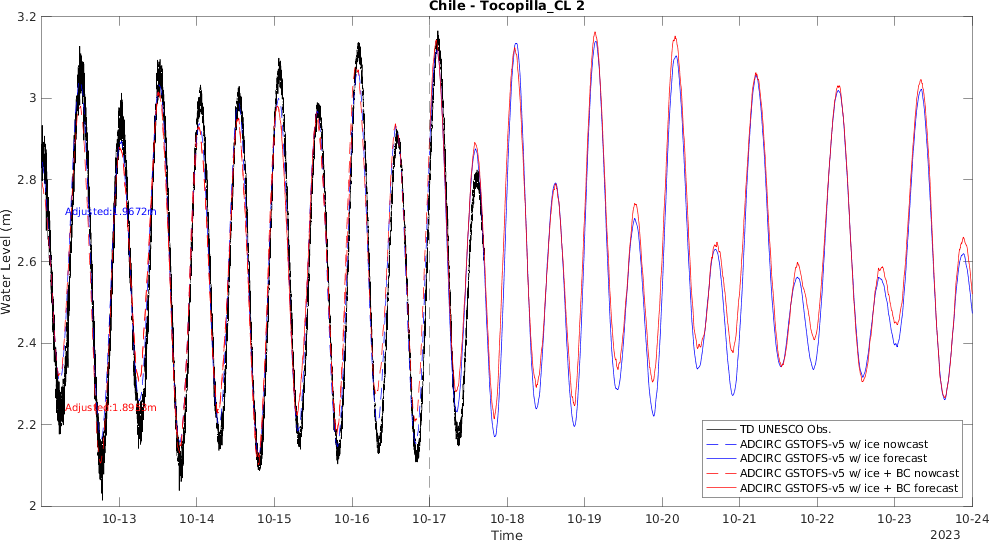 Chile - Tocopilla_CL 2
Water Level (m)
3.2
3
2.8
2.6
2.4
2.2
2
Adjusted:1.9672m
TD UNESCO Obs.
ADCIRC GSTOFS-v5 w/ ice nowcast
ADCIRC GSTOFS-v5 w/ ice forecast
ADCIRC GSTOFS-v5 w/ ice + BC nowcast
ADCIRC GSTOFS-v5 w/ ice + BC forecast
10-13
10-14
10-15
10-16
10-17
10-18
10-19
10-20
10-21
10-22
10-23
10-24
Time
2023